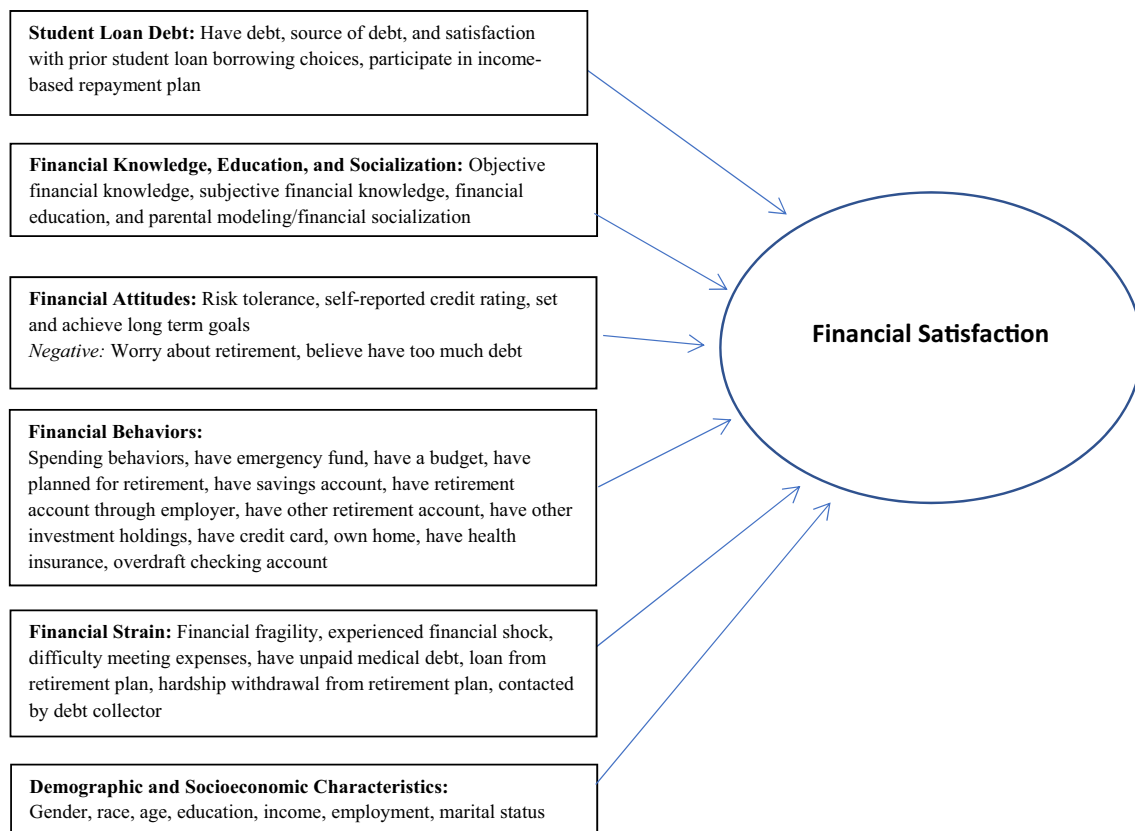 Student Loan Debt: Have debt, source of debt, and satisfaction
with prior student loan borrowing choices, participate in income-
based repayment plan
Financial Knowledge, Education, and Socialization: Objective
financial knowledge, subjective financial knowledge, financial
education, and parental modeling/financial socialization
Financial Attitudes: Risk tolerance, self-reported credit rating, set
and achieve long term goals
Negative: Worry about retirement, believe have too much debt
Financial Behaviors:
Spending behaviors, have emergency fund, have a budget, have
planned for retirement, have savings account, have retirement
account through employer, have other retirement account, have other
investment holdings, have credit card, own home, have health
insurance, overdraft checking account
Financial Strain: Financial fragility, experienced financial shock,
difficulty meeting expenses, have unpaid medical debt, loan from
retirement plan, hardship withdrawal from retirement plan, contacted
by debt collector
Demographic and Socioeconomic Characteristics:
Gender, race, age, education, income, employment, marital status
Financial Satisfaction